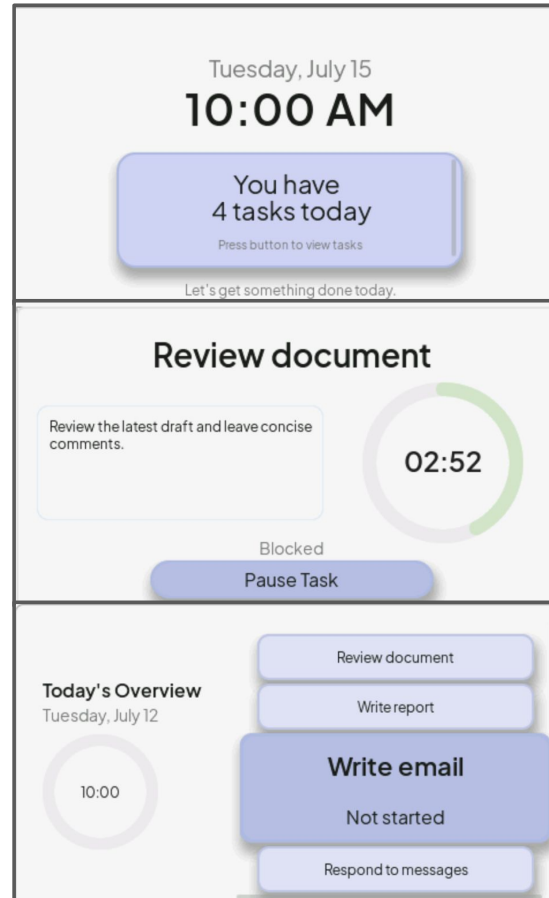 Tuesday, July 15
10:00 AM
You have
4 tasks today
Press button to view tasks
Let's get something done today.
Review document
Review the latest draft and leave concise
comments.
02:52
Blocked
Pause Task
Today's Overview
Tuesday, July 12
10:00
Review document
Write report
Write email
Not started
Respond to messages